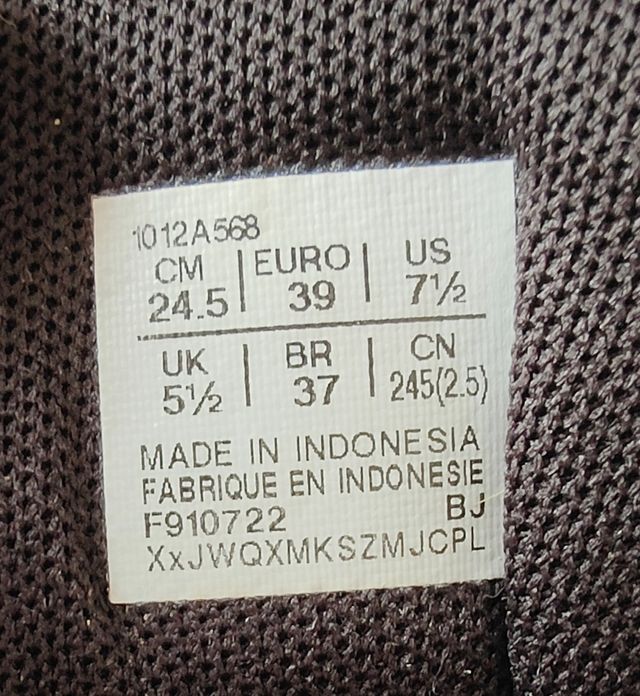 1012A568
CM | EURO | US
24.5 | 39 | 7½
UK | BR | CN
5½ | 37 | 245(2.5)
MADE IN INDONESIA
FABRIQUE EN INDONESIE
F910722 BJ
XxJWQXMKSZMJCPL